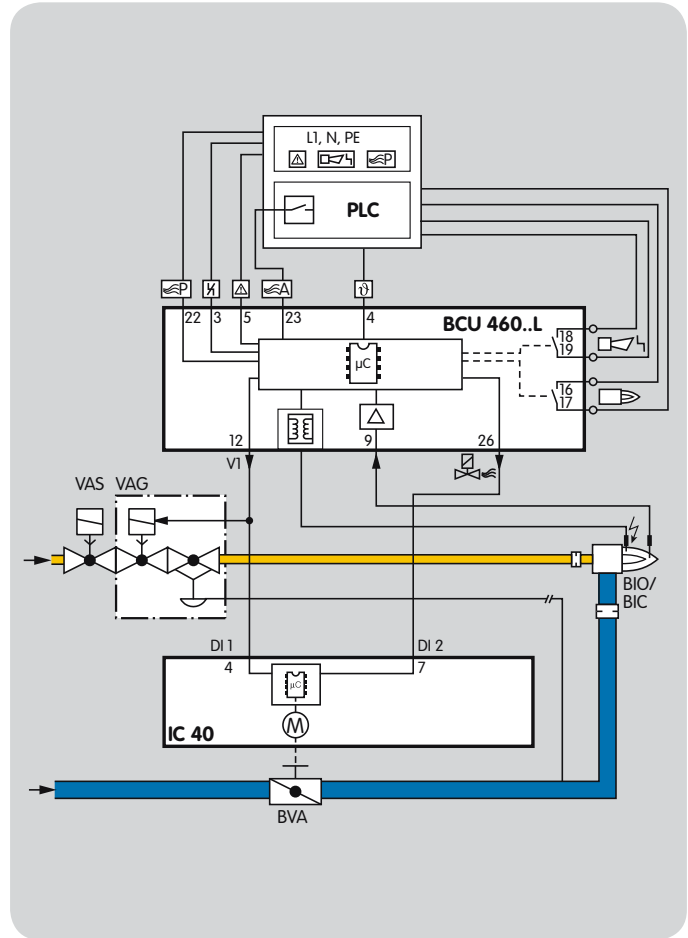 L1, N, PE
P
PLC
P
A
ϑ
22 3 5 23 4
BCU 460..L
µC
18
19
16
17
12 9 26
V1
VAS VAG
BIO/
BIC
DI 1 DI 2
4 7
µC
M
IC 40
BVA